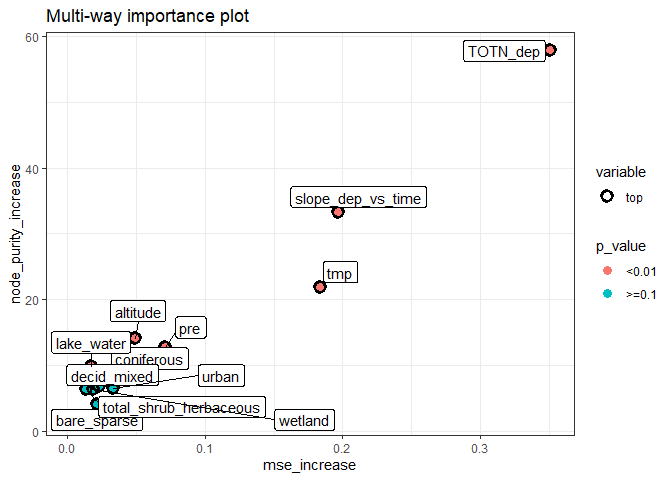 Multi-way importance plot
60
40
20
0
node_purity_increase
TOTN_dep
slope_dep_vs_time
tmp
altitude
pre
lake_water
coniferous
decid_mixed
urban
total_shrub_herbaceous
bare_sparse
wetland
0.0
0.1
0.2
0.3
mse_increase
variable
top
p_value
<0.01
>=0.1